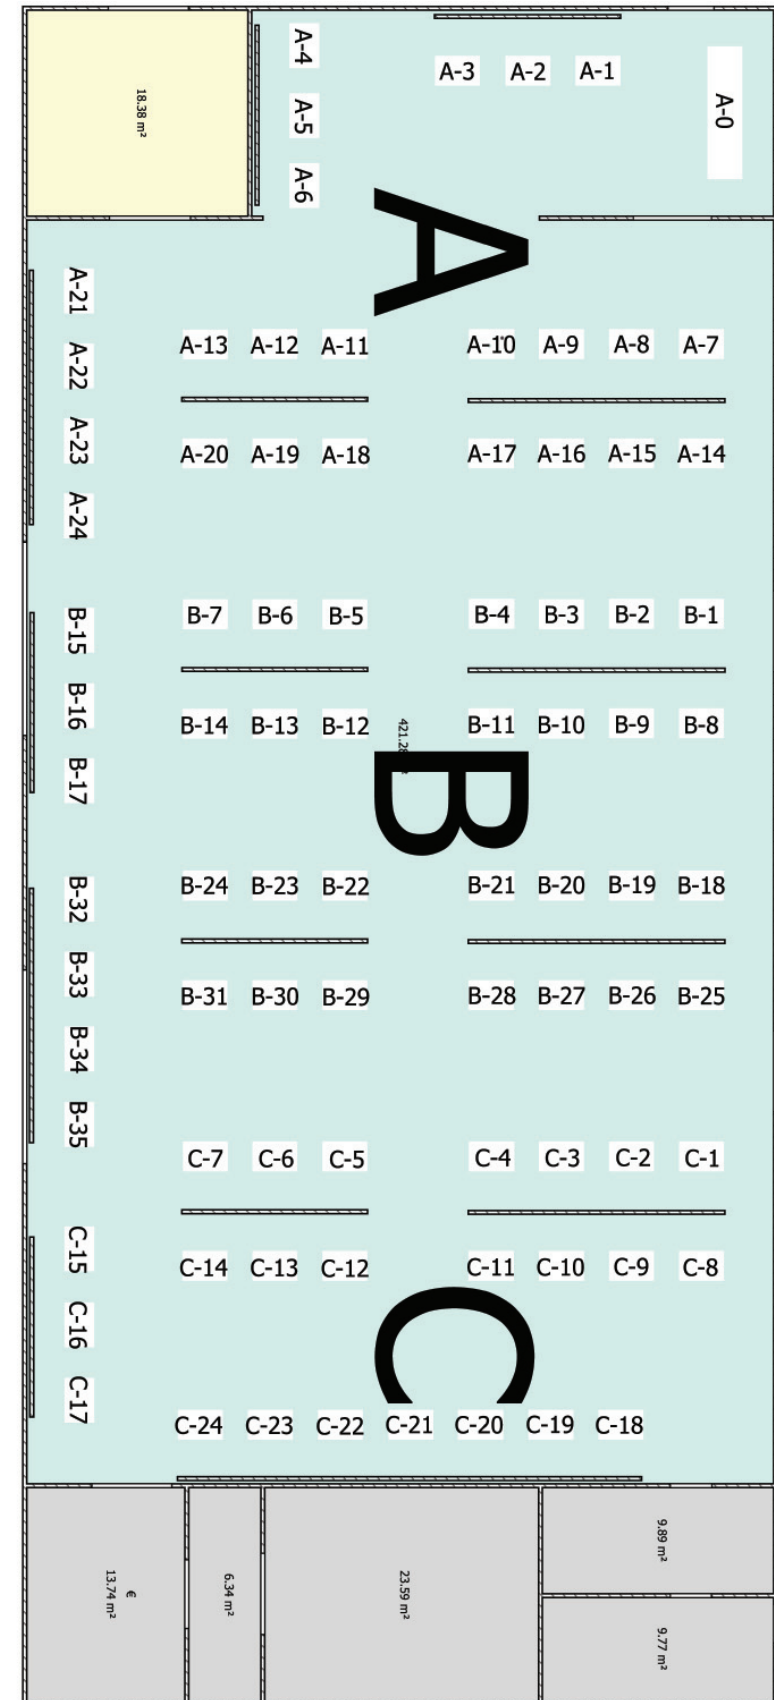 A-4
A-3 A-2 A-1
A-0
18.38 m²
A-5
A-6
A
A-21
A-13 A-12 A-11 A-10 A-9 A-8 A-7
A-22
A-23
A-20 A-19 A-18 A-17 A-16 A-15 A-14
A-24
B-15
B-7 B-6 B-5 B-4 B-3 B-2 B-1
B-16
B-14 B-13 B-12 B-11 B-10 B-9 B-8
B-17
B
B-32
B-24 B-23 B-22 B-21 B-20 B-19 B-18
B-33
B-31 B-30 B-29 B-28 B-27 B-26 B-25
B-34
B-35
C-7 C-6 C-5 C-4 C-3 C-2 C-1
C-15
C-14 C-13 C-12 C-11 C-10 C-9 C-8
C-16
C
C-17
C-24 C-23 C-22 C-21 C-20 C-19 C-18
€
13.74 m²
6.34 m²
23.59 m²
9.89 m²
9.77 m²